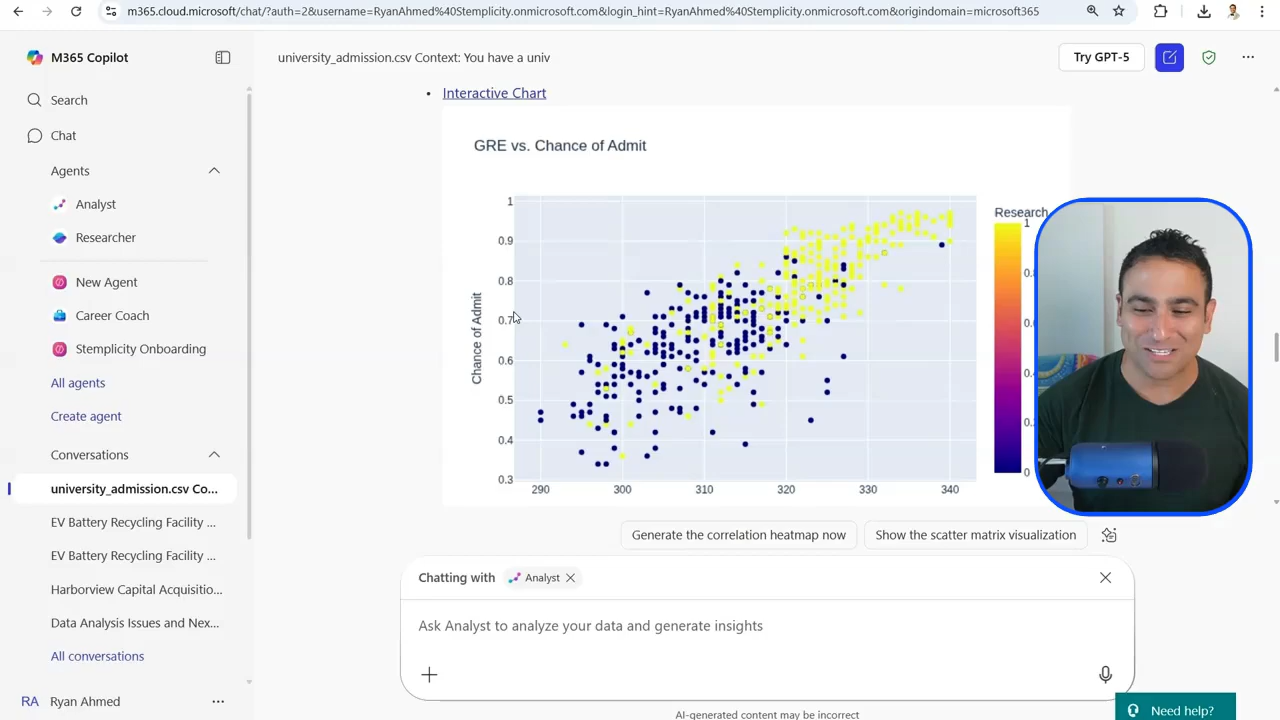 m365.cloud.microsoft/chat/?auth=2&username=RyanAhmed%40Stemplicity.onmicrosoft.com&login_hint=RyanAhmed%40Stemplicity.onmicrosoft.com&origindomain=microsoft365
M365 Copilot
university_admission.csv Context: You have a univ
Try GPT-5
Search
Chat
Agents
Analyst
Researcher
New Agent
Career Coach
Stemplicity Onboarding
All agents
Create agent
Conversations
university_admission.csv Co...
EV Battery Recycling Facility ...
EV Battery Recycling Facility ...
Harborview Capital Acquisitio...
Data Analysis Issues and Nex...
All conversations
RA Ryan Ahmed
• Interactive Chart
GRE vs. Chance of Admit
Chance of Admit
1
0.9
0.8
0.7
0.6
0.5
0.4
0.3
290 300 310 320 330 340
Research
1
0
Generate the correlation heatmap now
Show the scatter matrix visualization
Chatting with Analyst
Ask Analyst to analyze your data and generate insights
AI-generated content may be incorrect
Need help?